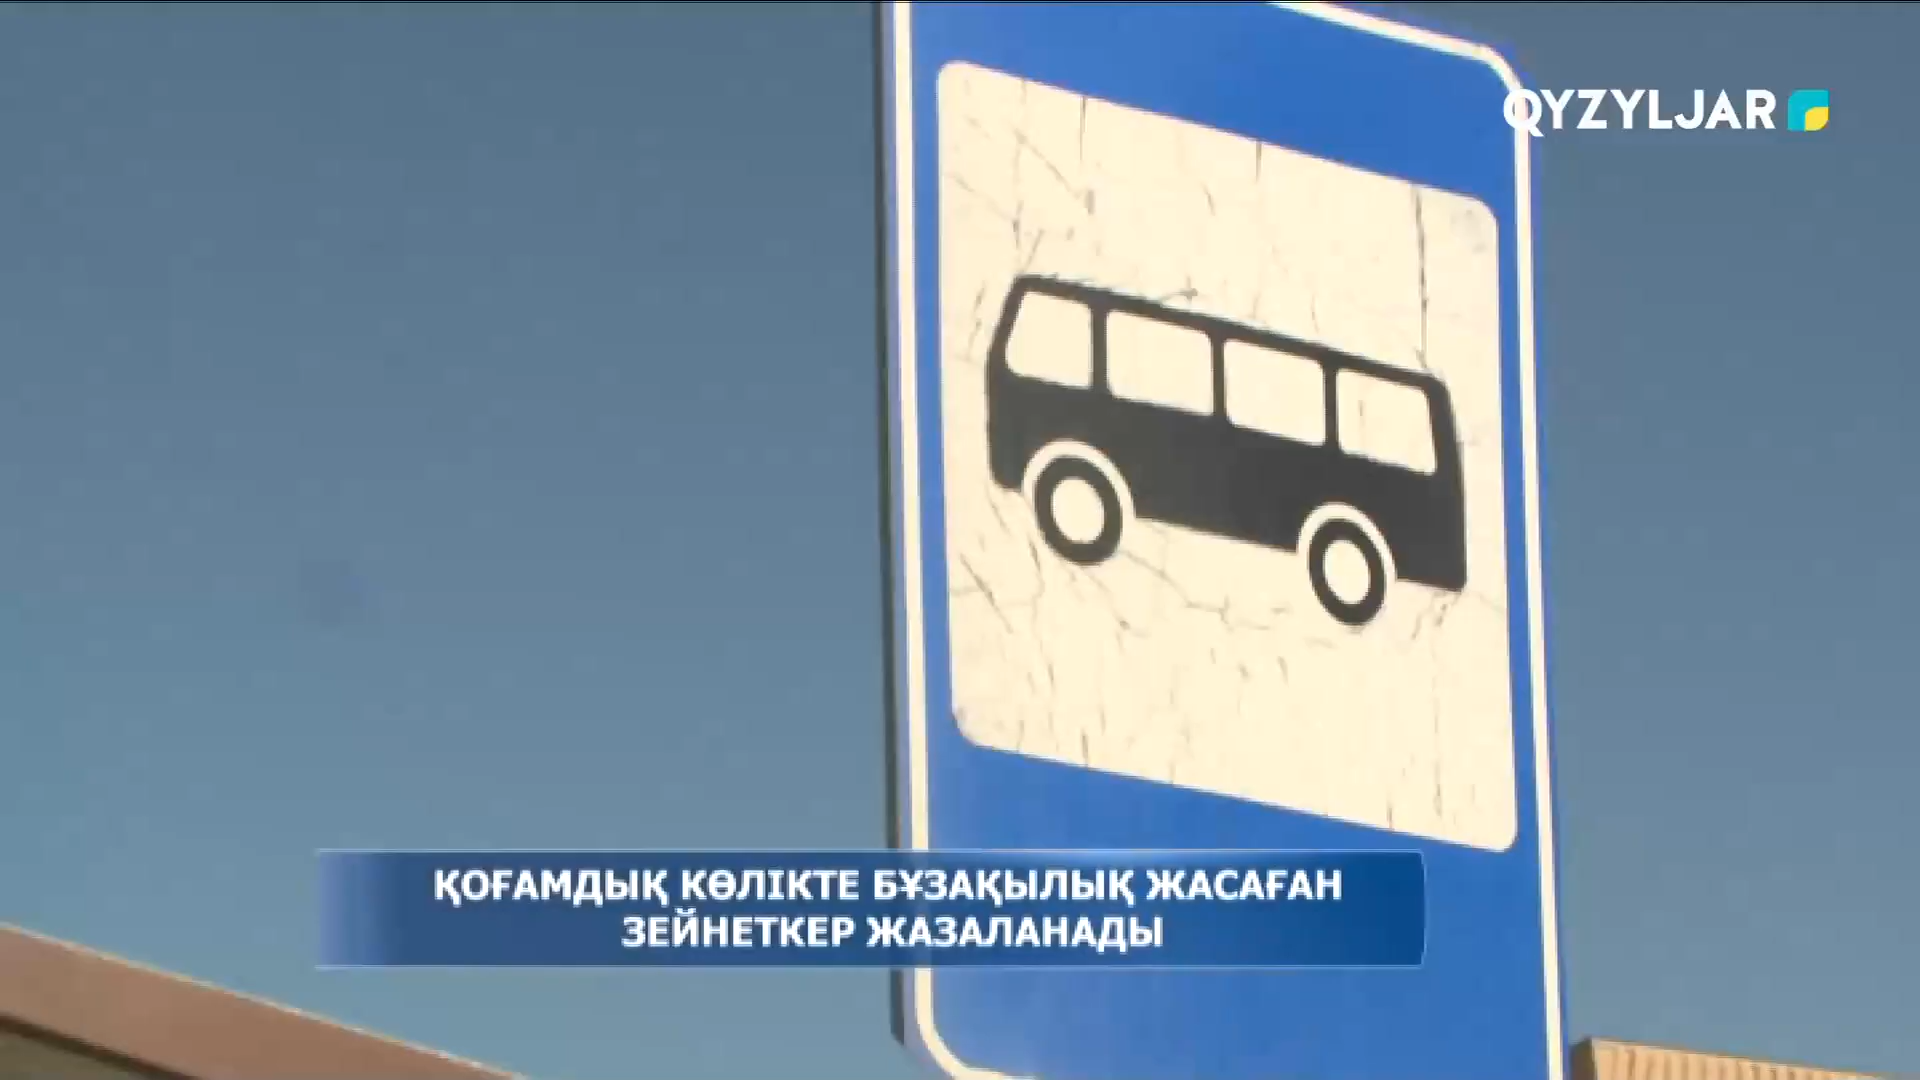 QYZYLJAR
ҚОҒАМДЫҚ КӨЛІКТЕ БҰЗАҚЫЛЫҚ ЖАСАҒАН
ЗЕЙНЕТКЕР ЖАЗАЛАНАДЫ